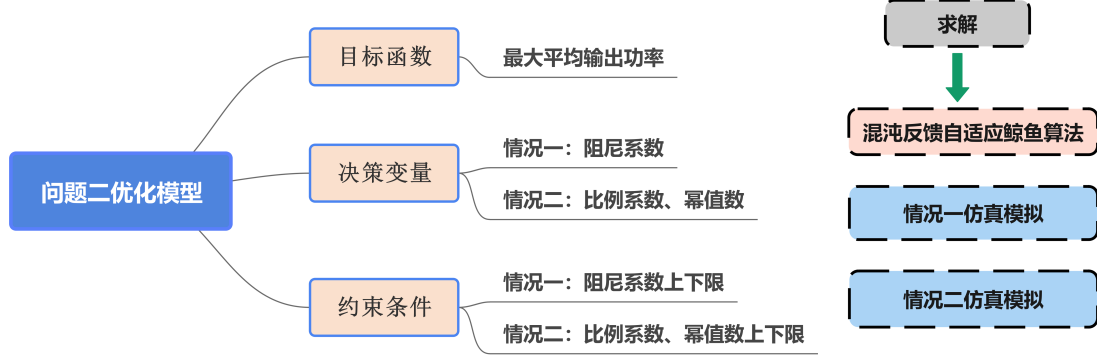 问题二优化模型
目标函数
最大平均输出功率
决策变量
情况一：阻尼系数
情况二：比例系数、幂值数
约束条件
情况一：阻尼系数上下限
情况二：比例系数、幂值数上下限
求解
混沌反馈自适应鲸鱼算法
情况一仿真模拟
情况二仿真模拟